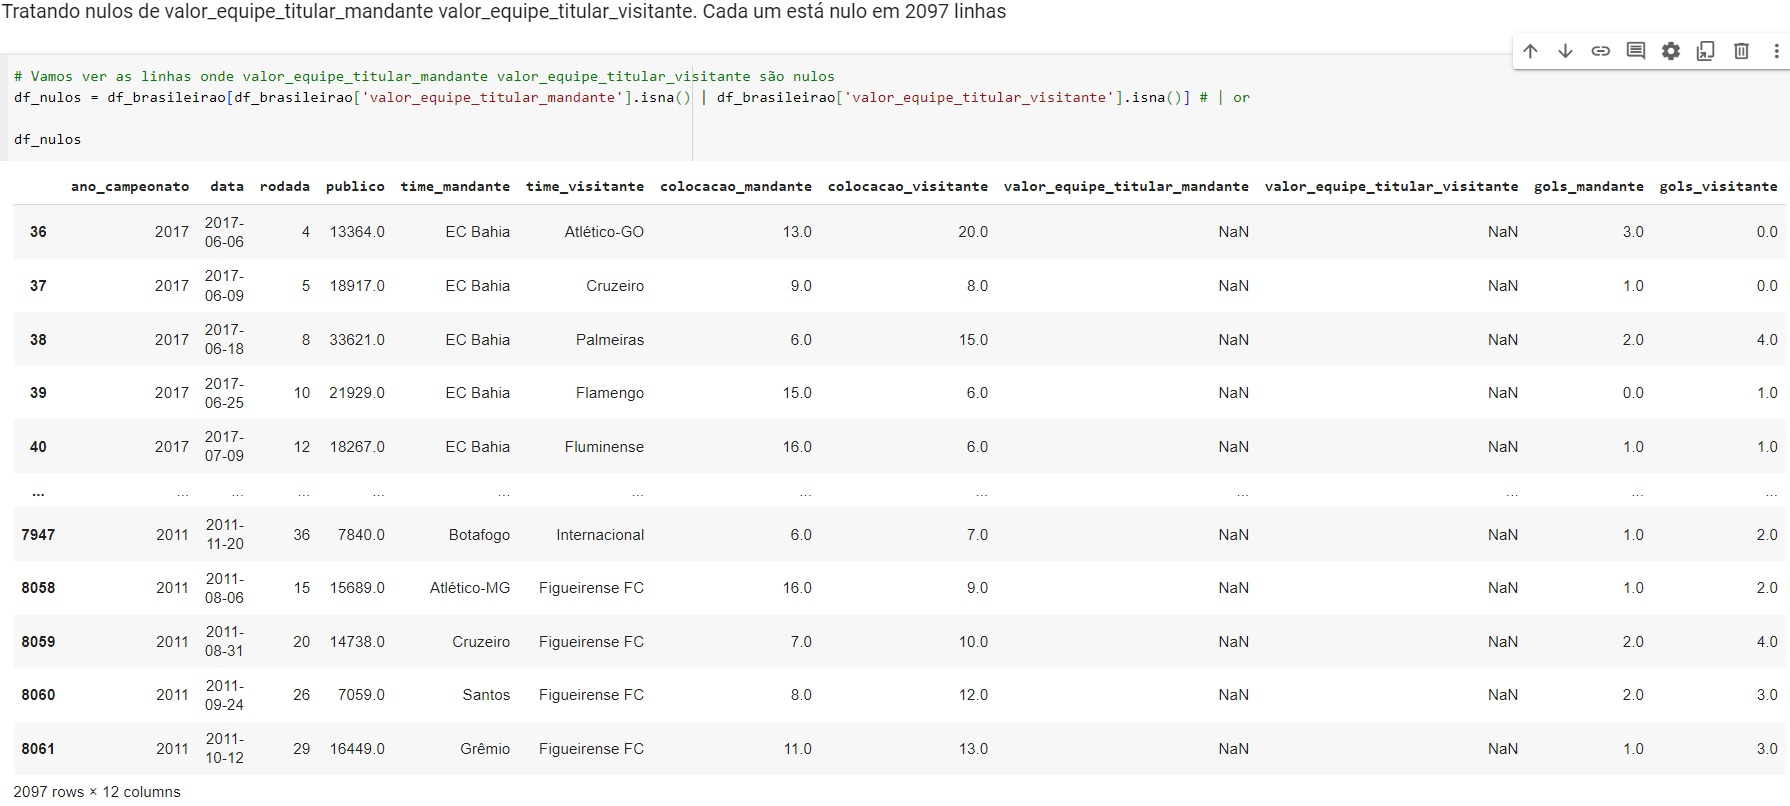 Tratando nulos de valor_equipe_titular_mandante valor_equipe_titular_visitante. Cada um está nulo em 2097 linhas
# Vamos ver as linhas onde valor_equipe_titular_mandante valor_equipe_titular_visitante são nulos
df_nulos = df_brasileirao[df_brasileirao['valor_equipe_titular_mandante'].isna() | df_brasileirao['valor_equipe_titular_visitante'].isna()] # | or
df_nulos
ano_campeonato data rodada publico time_mandante time_visitante colocacao_mandante colocacao_visitante valor_equipe_titular_mandante valor_equipe_titular_visitante gols_mandante gols_visitante
36 2017 2017-06-06 4 13364.0 EC Bahia Atlético-GO 13.0 20.0 NaN NaN 3.0 0.0
37 2017 2017-06-09 5 18917.0 EC Bahia Cruzeiro 9.0 8.0 NaN NaN 1.0 0.0
38 2017 2017-06-18 8 33621.0 EC Bahia Palmeiras 6.0 15.0 NaN NaN 2.0 4.0
39 2017 2017-06-25 10 21929.0 EC Bahia Flamengo 15.0 6.0 NaN NaN 0.0 1.0
40 2017 2017-07-09 12 18267.0 EC Bahia Fluminense 16.0 6.0 NaN NaN 1.0 1.0
... ... ... ... ... ... ... ... ... ... ... ... ...
7947 2011 2011-11-20 36 7840.0 Botafogo Internacional 6.0 7.0 NaN NaN 1.0 2.0
8058 2011 2011-08-06 15 15689.0 Atlético-MG Figueirense FC 16.0 9.0 NaN NaN 1.0 2.0
8059 2011 2011-08-31 20 14738.0 Cruzeiro Figueirense FC 7.0 10.0 NaN NaN 2.0 4.0
8060 2011 2011-09-24 26 7059.0 Santos Figueirense FC 8.0 12.0 NaN NaN 2.0 3.0
8061 2011 2011-10-12 29 16449.0 Grêmio Figueirense FC 11.0 13.0 NaN NaN 1.0 3.0
2097 rows × 12 columns